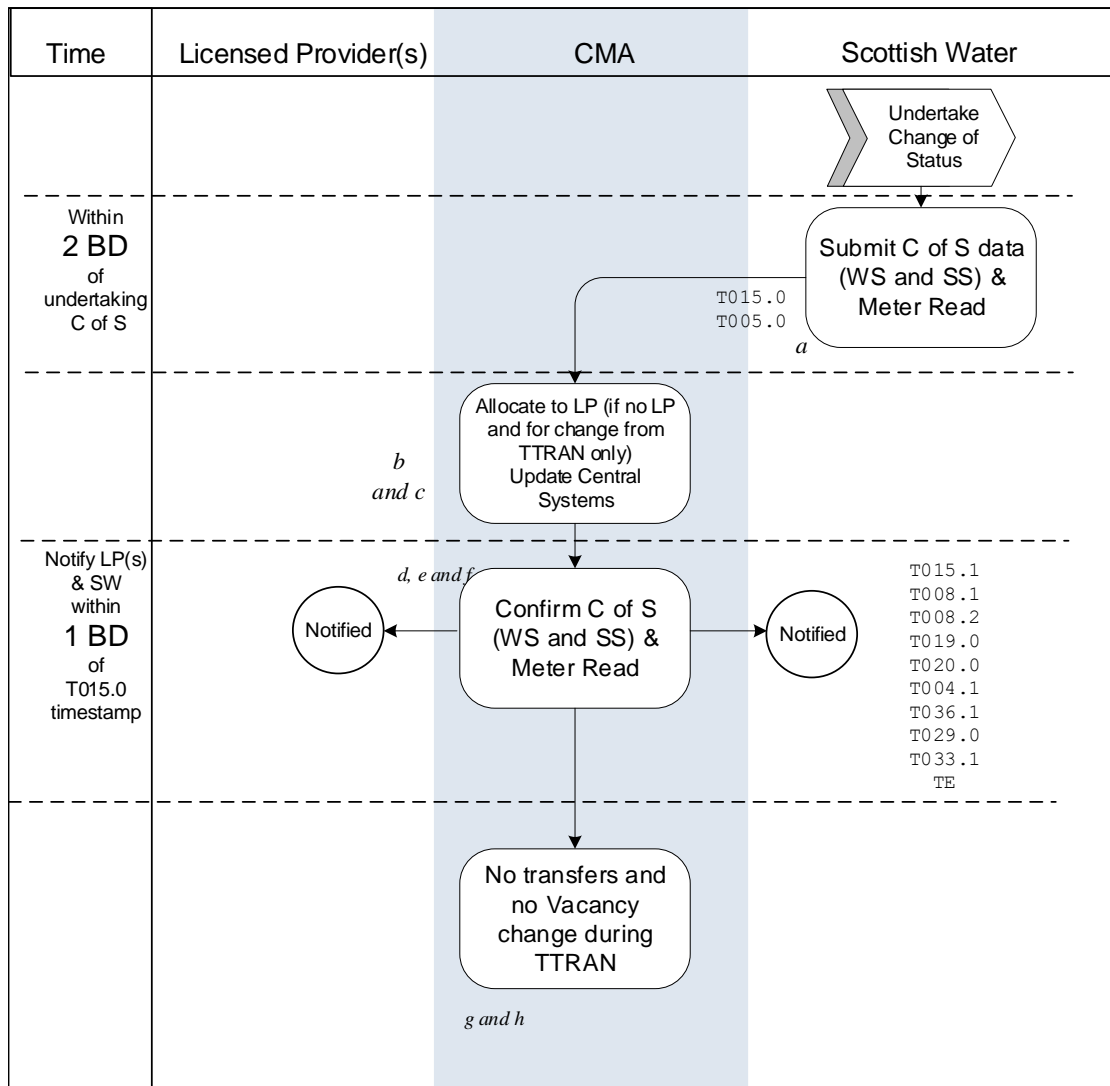 Time
Licensed Provider(s)
CMA
Scottish Water
Undertake
Change of
Status
Within
2 BD
of
undertaking
C of S
Submit C of S data
(WS and SS) &
Meter Read
T015.0
T005.0
a
Allocate to LP (if no LP
and for change from
TTRAN only)
Update Central
Systems
b
and c
Notify LP(s)
& SW
within
1 BD
of
T015.0
timestamp
d, e and f
Notified
Confirm C of S
(WS and SS) &
Meter Read
Notified
T015.1
T008.1
T008.2
T019.0
T020.0
T004.1
T036.1
T029.0
T033.1
TE
No transfers and
no Vacancy
change during
TTRAN
g and h